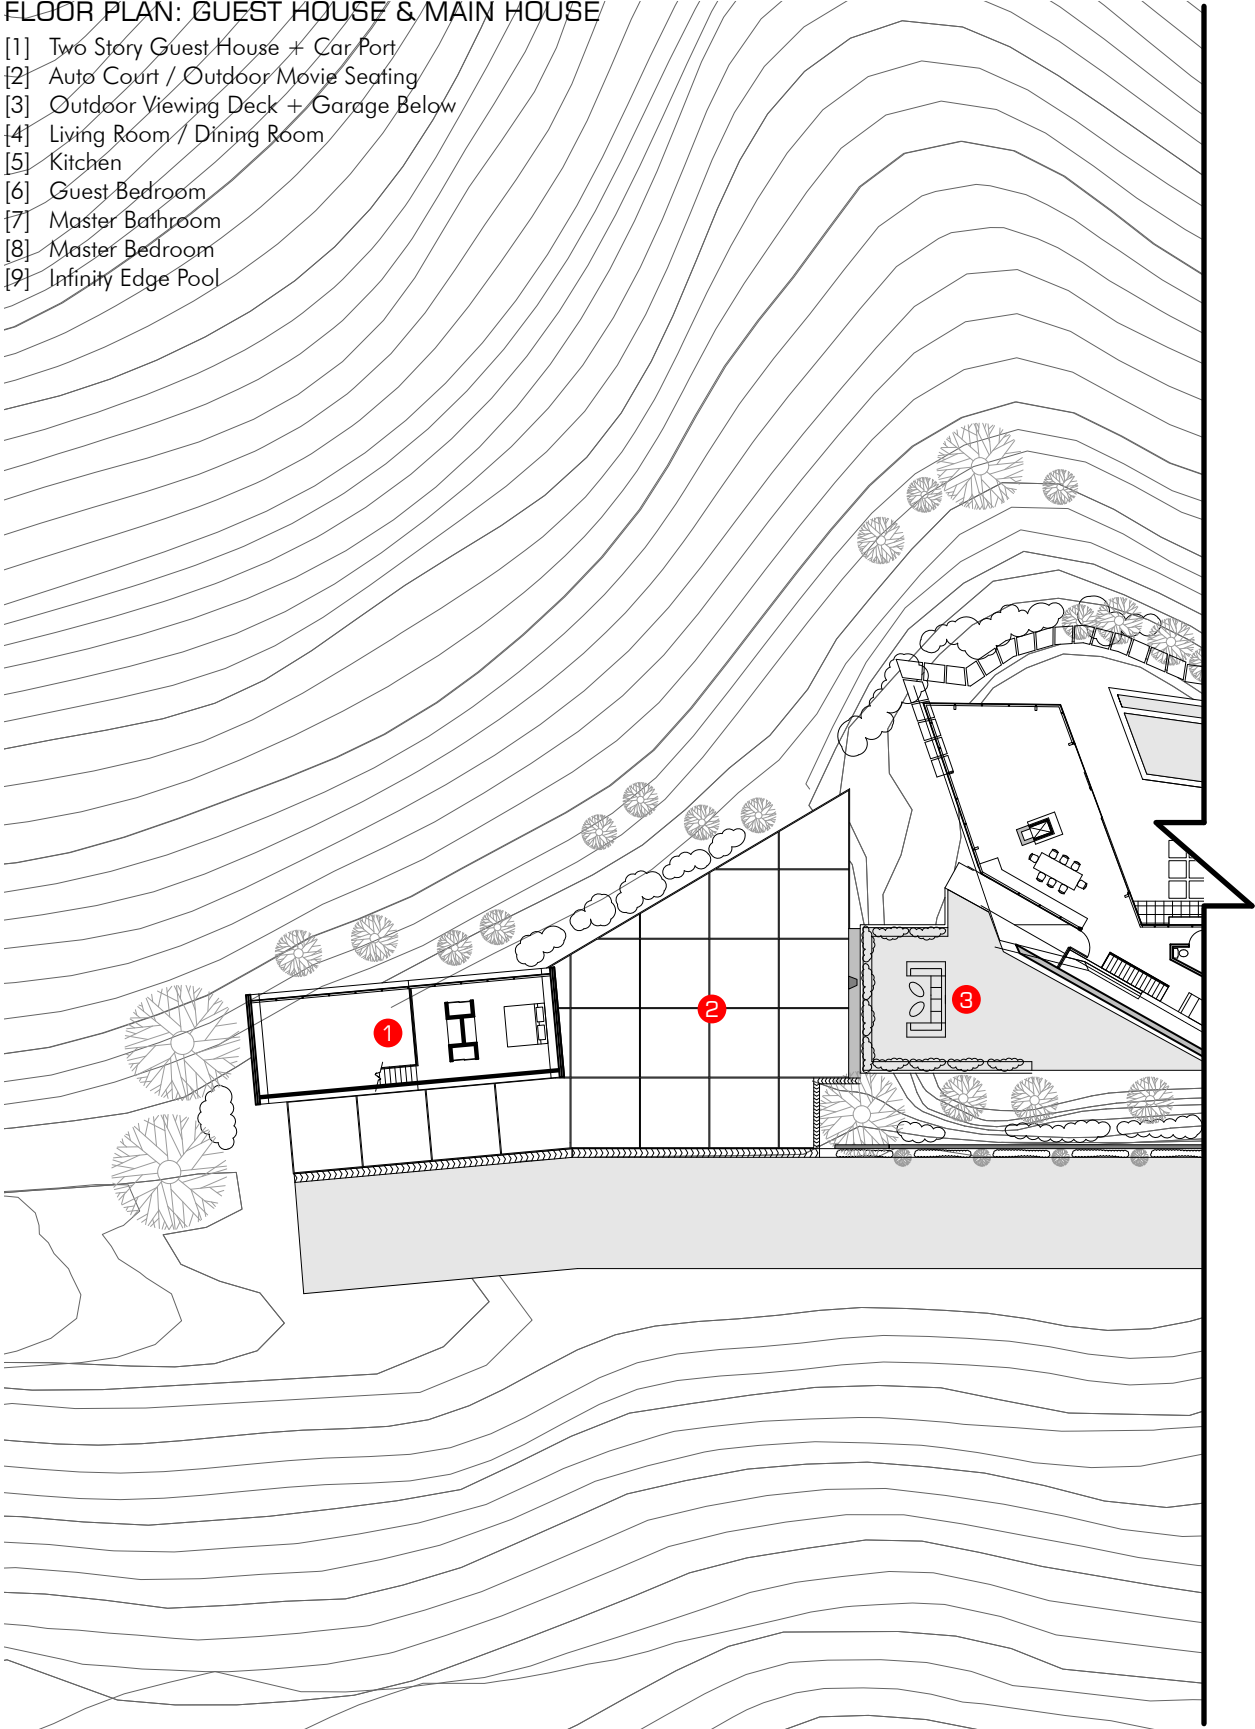 FLOOR PLAN: GUEST HOUSE & MAIN HOUSE
[1] Two Story Guest House + Car Port
[2] Auto Court / Outdoor Movie Seating
[3] Outdoor Viewing Deck + Garage Below
[4] Living Room / Dining Room
[5] Kitchen
[6] Guest Bedroom
[7] Master Bathroom
[8] Master Bedroom
[9] Infinity Edge Pool
3
2
1